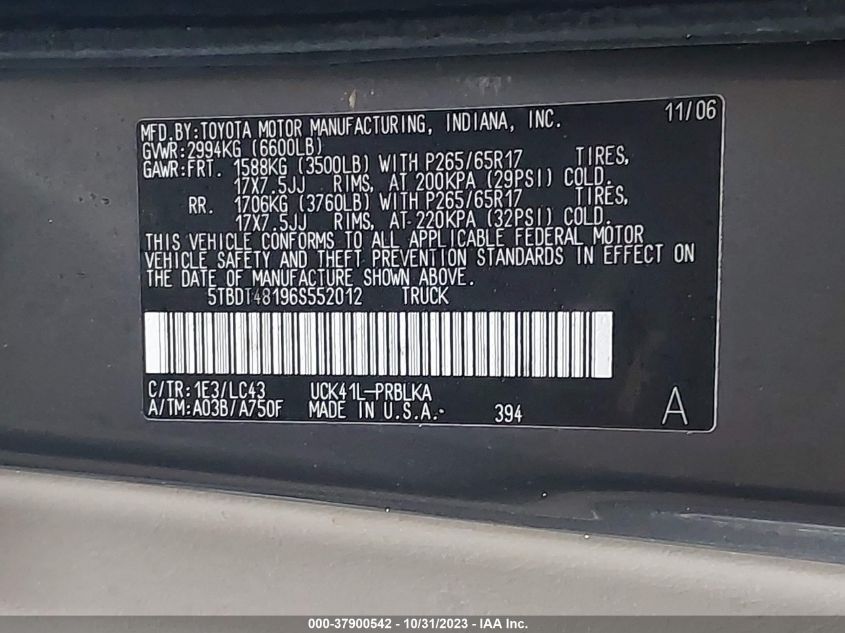 MFD.BY:TOYOTA MOTOR MANUFACTURING, INDIANA, INC. 11/06
GVWR:2994KG (6600LB)
GAWR:FRT. 1588KG (3500LB) WITH P265/65R17 TIRES,
17X7.5JJ RIMS, AT 200KPA (29PSI) COLD.
RR. 1706KG (3760LB) WITH P265/65R17 TIRES,
17X7.5JJ RIMS, AT 220KPA (32PSI) COLD.
THIS VEHICLE CONFORMS TO ALL APPLICABLE FEDERAL MOTOR
VEHICLE SAFETY AND THEFT PREVENTION STANDARDS IN EFFECT ON
THE DATE OF MANUFACTURE SHOWN ABOVE.
5TBDT48196S552012 TRUCK
C/TR:1E3/LC43 UCK41L-PRBLKA
A/TM:A03B/A750F MADE IN U.S.A. 394 A
000-37900542 - 10/31/2023 - IAA Inc.